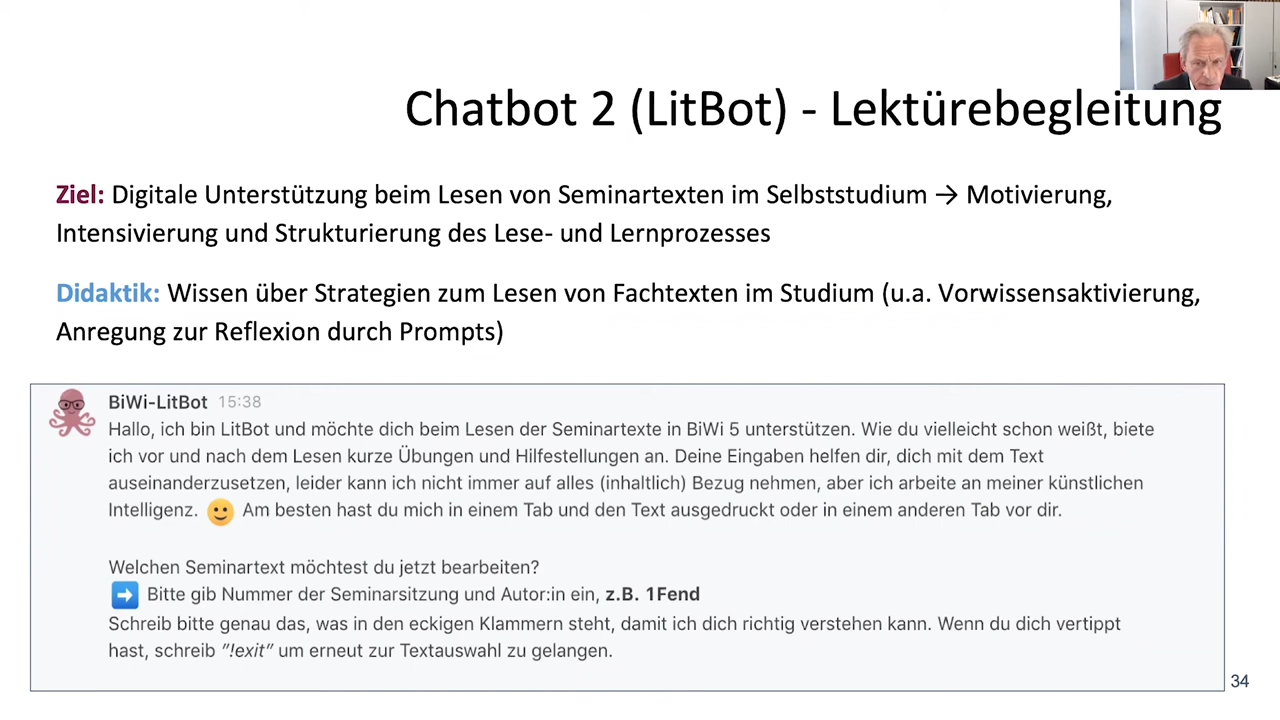 Chatbot 2 (LitBot) - Lektürebegleitung
Ziel: Digitale Unterstützung beim Lesen von Seminartexten im Selbststudium → Motivierung,
Intensivierung und Strukturierung des Lese- und Lernprozesses
Didaktik: Wissen über Strategien zum Lesen von Fachtexten im Studium (u.a. Vorwissensaktivierung,
Anregung zur Reflexion durch Prompts)
BiWi-LitBot 15:38
Hallo, ich bin LitBot und möchte dich beim Lesen der Seminartexte in BiWi 5 unterstützen. Wie du vielleicht schon weißt, biete
ich vor und nach dem Lesen kurze Übungen und Hilfestellungen an. Deine Eingaben helfen dir, dich mit dem Text
auseinanderzusetzen, leider kann ich nicht immer auf alles (inhaltlich) Bezug nehmen, aber ich arbeite an meiner künstlichen
Intelligenz. 🙂 Am besten hast du mich in einem Tab und den Text ausgedruckt oder in einem anderen Tab vor dir.
Welchen Seminartext möchtest du jetzt bearbeiten?
➡️ Bitte gib Nummer der Seminarsitzung und Autor:in ein, z.B. 1Fend
Schreib bitte genau das, was in den eckigen Klammern steht, damit ich dich richtig verstehen kann. Wenn du dich vertippt
hast, schreib "!exit" um erneut zur Textauswahl zu gelangen.
34